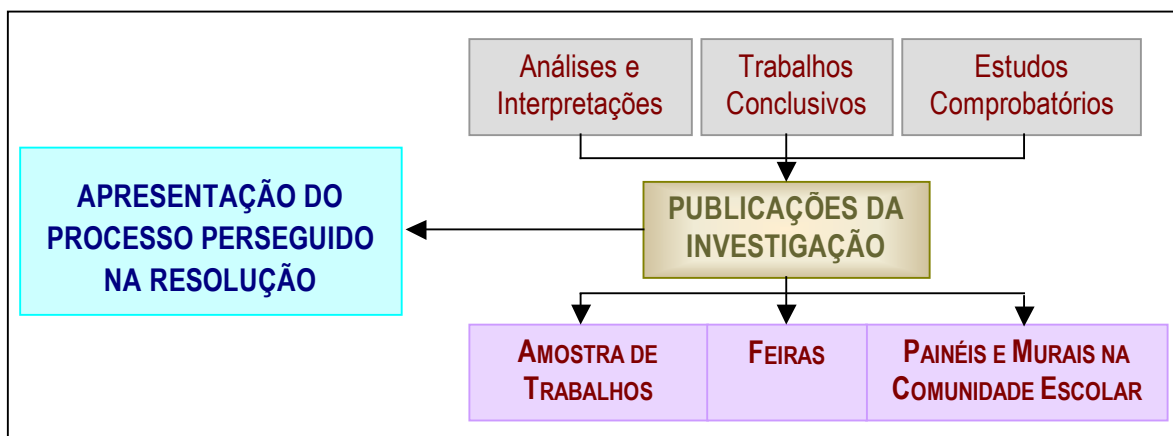 Análises e
Interpretações
Trabalhos
Conclusivos
Estudos
Comprobatórios
APRESENTAÇÃO DO
PROCESSO PERSEGUIDO
NA RESOLUÇÃO
PUBLICAÇÕES DA
INVESTIGAÇÃO
AMOSTRA DE
TRABALHOS
FEIRAS
PAINÉIS E MURAIS NA
COMUNIDADE ESCOLAR